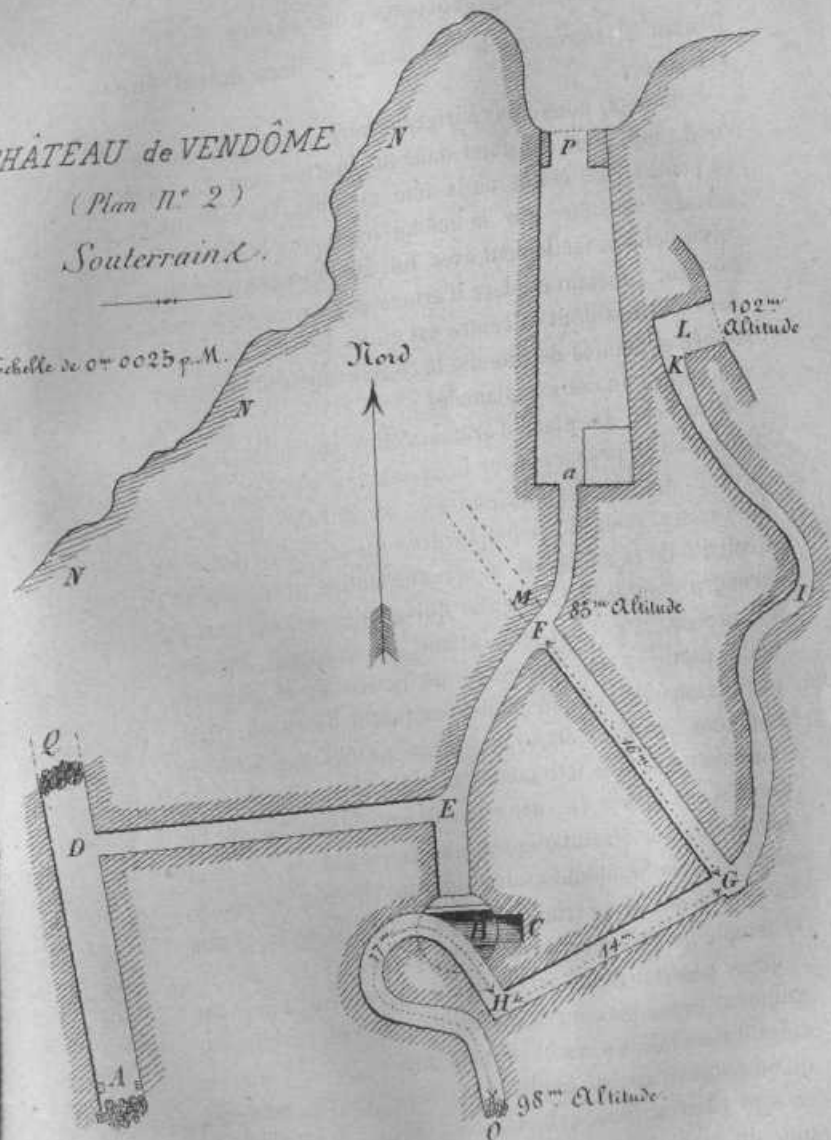 CHÂTEAU de VENDÔME
(Plan N.º 2)
Souterrains.
Echelle de 0m 0025 p. M.
Nord
N
N
N
P
L
102m Altitude
K
a
I
M
85m Altitude
F
16m
Q
E
D
G
B
C
17m
14m
H
A
98m Altitude.
O